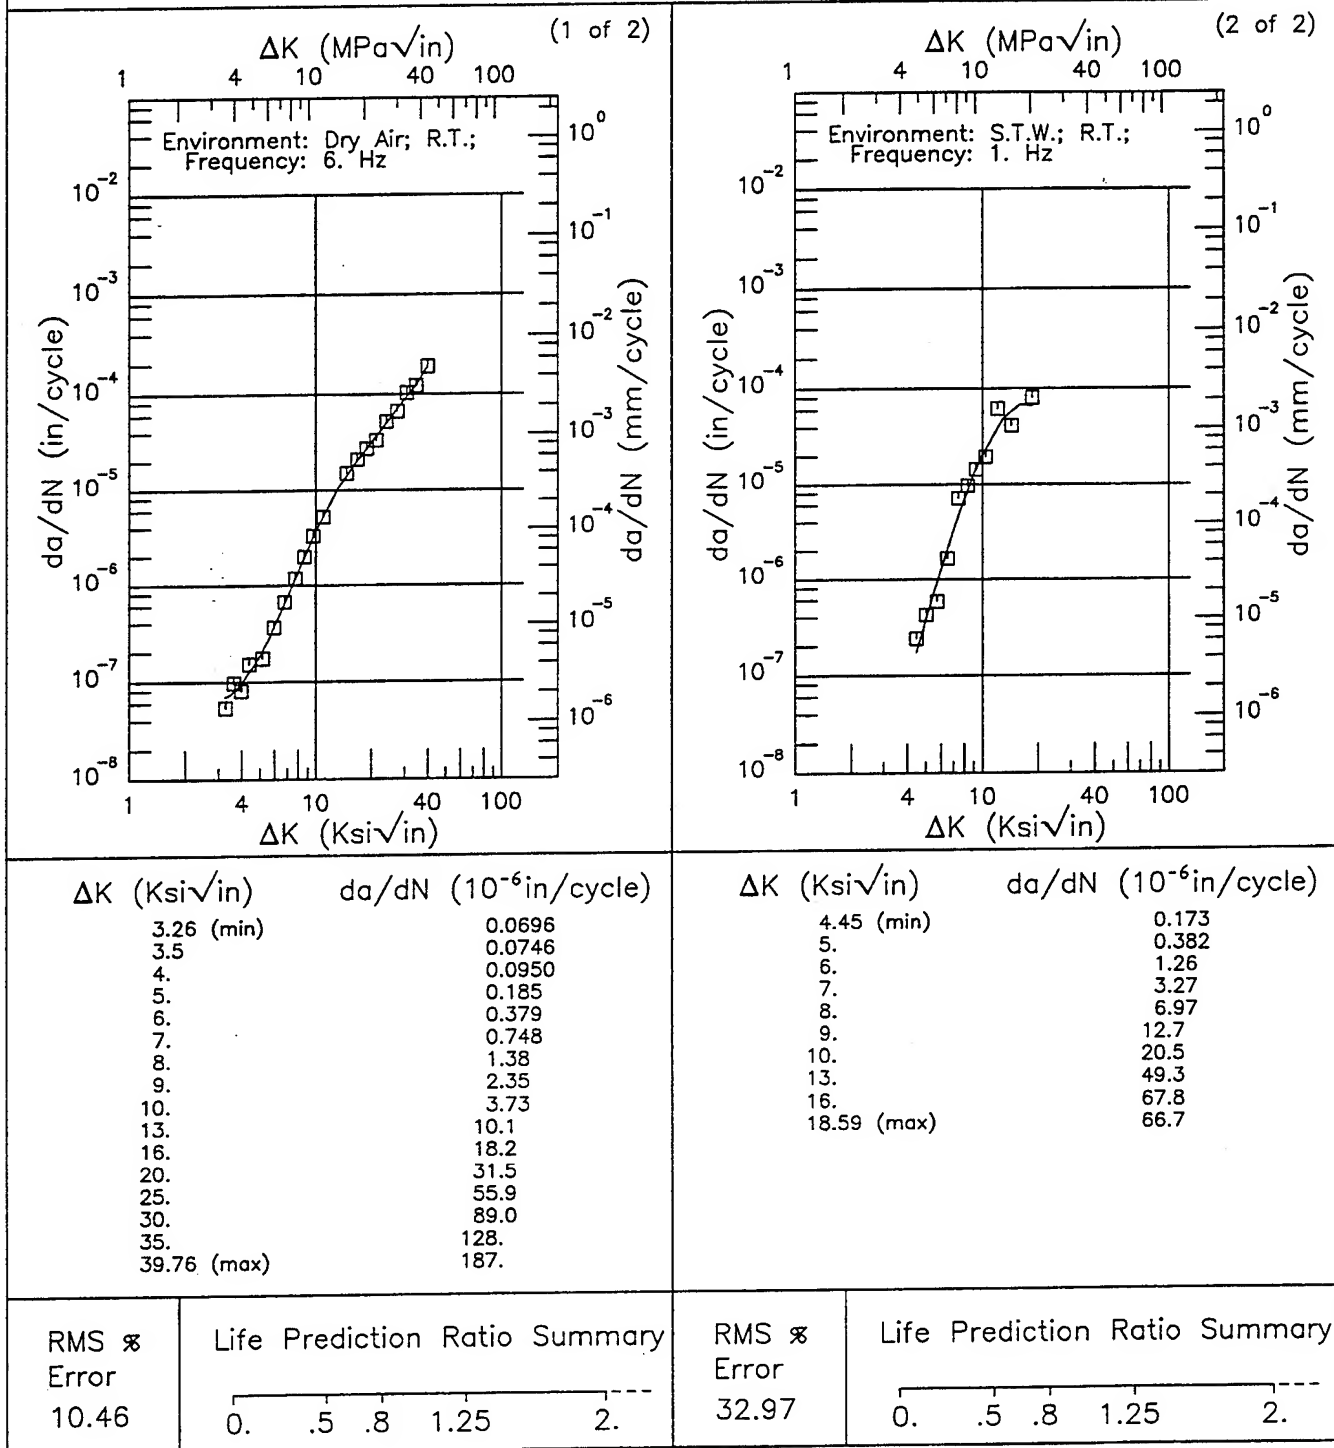 (1 of 2)
ΔK (MPa√in)
1 4 10 40 100
Environment: Dry Air; R.T.;
Frequency: 6. Hz
10⁻²
10⁻³
10⁻⁴
10⁻⁵
10⁻⁶
10⁻⁷
10⁻⁸
da/dN (in/cycle)
10⁰
10⁻¹
10⁻²
10⁻³
10⁻⁴
10⁻⁵
10⁻⁶
da/dN (mm/cycle)
1 4 10 40 100
ΔK (Ksi√in)
ΔK (Ksi√in) da/dN (10⁻⁶in/cycle)
3.26 (min) 0.0696
3.5 0.0746
4. 0.0950
5. 0.185
6. 0.379
7. 0.748
8. 1.38
9. 2.35
10. 3.73
13. 10.1
16. 18.2
20. 31.5
25. 55.9
30. 89.0
35. 128.
39.76 (max) 187.
RMS %
Error
10.46
Life Prediction Ratio Summary
0. .5 .8 1.25 2.
(2 of 2)
ΔK (MPa√in)
1 4 10 40 100
Environment: S.T.W.; R.T.;
Frequency: 1. Hz
10⁻²
10⁻³
10⁻⁴
10⁻⁵
10⁻⁶
10⁻⁷
10⁻⁸
da/dN (in/cycle)
10⁰
10⁻¹
10⁻²
10⁻³
10⁻⁴
10⁻⁵
10⁻⁶
da/dN (mm/cycle)
1 4 10 40 100
ΔK (Ksi√in)
ΔK (Ksi√in) da/dN (10⁻⁶in/cycle)
4.45 (min) 0.173
5. 0.382
6. 1.26
7. 3.27
8. 6.97
9. 12.7
10. 20.5
13. 49.3
16. 67.8
18.59 (max) 66.7
RMS %
Error
32.97
Life Prediction Ratio Summary
0. .5 .8 1.25 2.